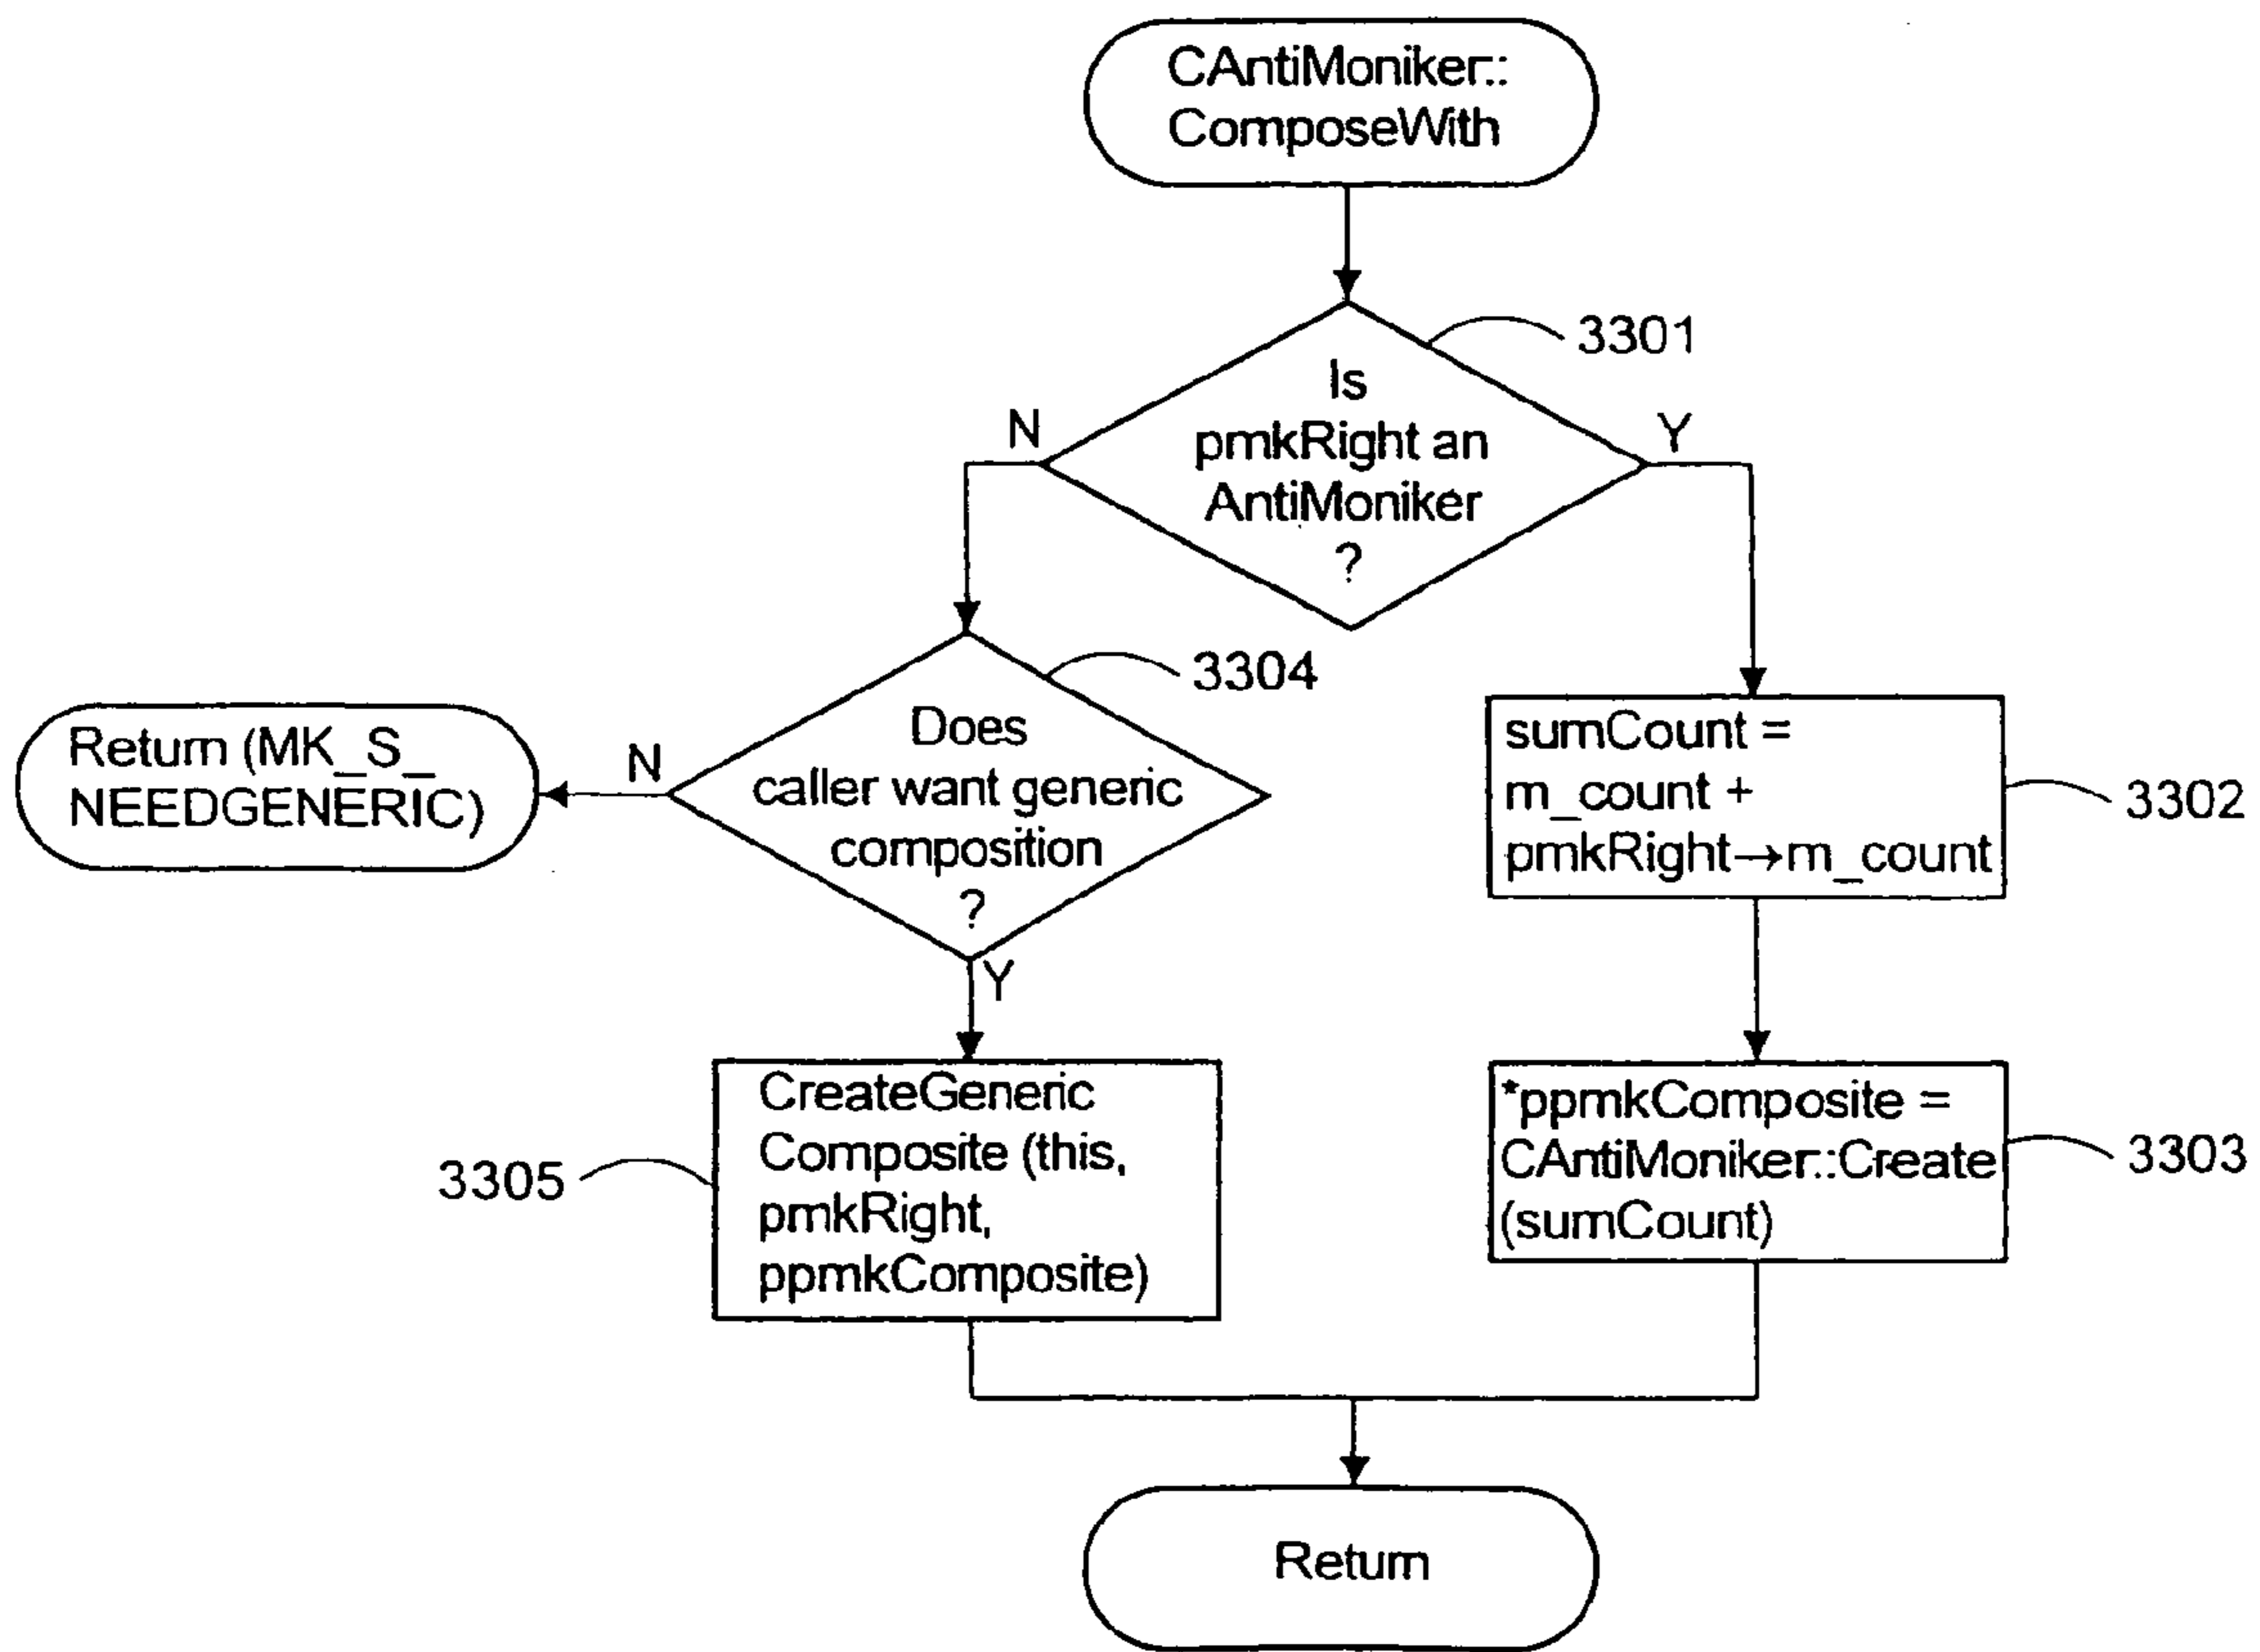 CAntiMoniker::
ComposeWith
3301
Is
pmkRight an
AntiMoniker
?
N
Y
3304
Does
caller want generic
composition
?
N
Y
Return (MK_S_
NEEDGENERIC)
sumCount =
m_count +
pmkRight→m_count
3302
CreateGeneric
Composite (this,
pmkRight,
ppmkComposite)
3305
*ppmkComposite =
CAntiMoniker::Create
(sumCount)
3303
Return